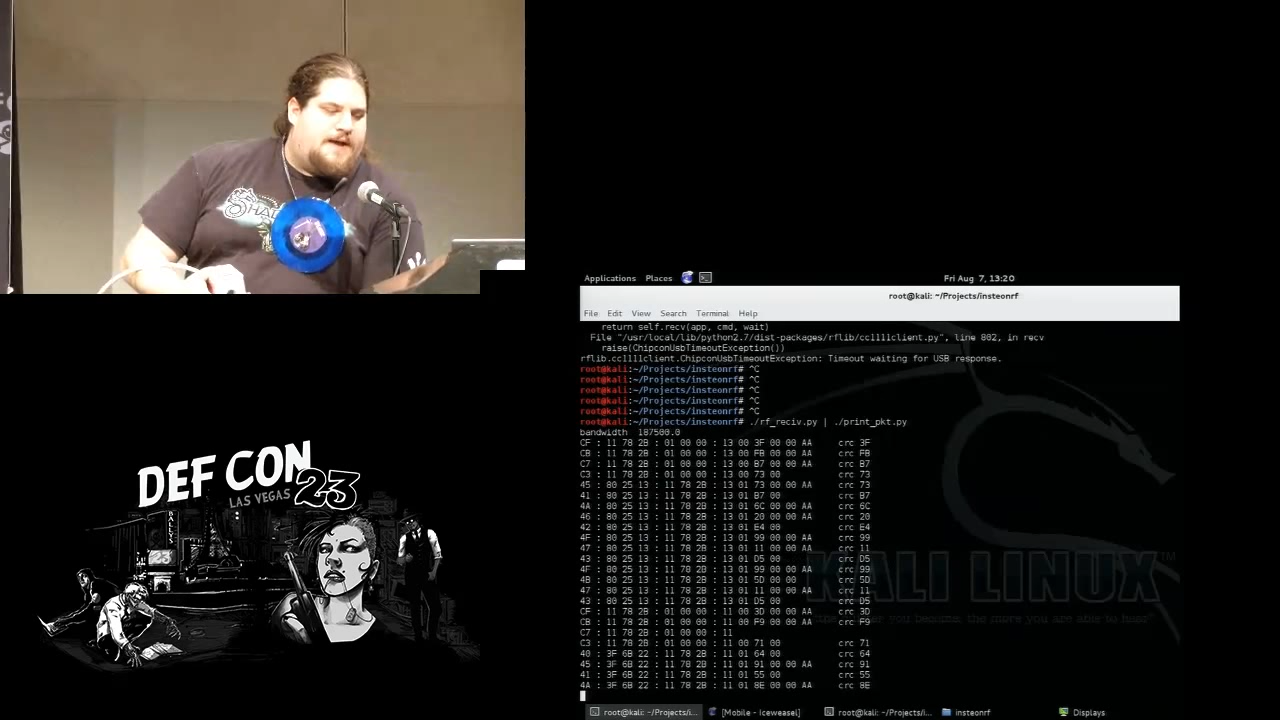 SHAD
DEF CON
LAS VEGAS 23
BALLYS
23
Applications Places Fri Aug 7, 13:20
root@kali: ~/Projects/insteonrf
File Edit View Search Terminal Help
return self.recv(app, cmd, wait)
File "/usr/local/lib/python2.7/dist-packages/rflib/cc1111client.py", line 802, in recv
raise(ChipconUsbTimeoutException())
rflib.cc1111client.ChipconUsbTimeoutException: Timeout waiting for USB response.
root@kali:~/Projects/insteonrf# ^C
root@kali:~/Projects/insteonrf# ^C
root@kali:~/Projects/insteonrf# ^C
root@kali:~/Projects/insteonrf# ^C
root@kali:~/Projects/insteonrf# ^C
root@kali:~/Projects/insteonrf# ./rf_reciv.py | ./print_pkt.py
bandwidth 187500.0
CF : 11 78 2B : 01 00 00 : 13 00 3F 00 00 AA crc 3F
CB : 11 78 2B : 01 00 00 : 13 00 FB 00 00 AA crc FB
C7 : 11 78 2B : 01 00 00 : 13 00 B7 00 00 AA crc B7
C3 : 11 78 2B : 01 00 00 : 13 00 73 00 crc 73
45 : 80 25 13 : 11 78 2B : 13 01 73 00 00 AA crc 73
41 : 80 25 13 : 11 78 2B : 13 01 B7 00 crc B7
4A : 80 25 13 : 11 78 2B : 13 01 6C 00 00 AA crc 6C
46 : 80 25 13 : 11 78 2B : 13 01 20 00 00 AA crc 20
42 : 80 25 13 : 11 78 2B : 13 01 E4 00 crc E4
4F : 80 25 13 : 11 78 2B : 13 01 99 00 00 AA crc 99
47 : 80 25 13 : 11 78 2B : 13 01 11 00 00 AA crc 11
43 : 80 25 13 : 11 78 2B : 13 01 D5 00 crc D5
4F : 80 25 13 : 11 78 2B : 13 01 99 00 00 AA crc 99
4B : 80 25 13 : 11 78 2B : 13 01 5D 00 00 AA crc 5D
47 : 80 25 13 : 11 78 2B : 13 01 11 00 00 AA crc 11
43 : 80 25 13 : 11 78 2B : 13 01 D5 00 crc D5
CF : 11 78 2B : 01 00 00 : 11 00 3D 00 00 AA crc 3D
CB : 11 78 2B : 01 00 00 : 11 00 F9 00 00 AA crc F9
C7 : 11 78 2B : 01 00 00 : 11
C3 : 11 78 2B : 01 00 00 : 11 00 71 00 crc 71
40 : 3F 6B 22 : 11 78 2B : 11 01 64 00 crc 64
45 : 3F 6B 22 : 11 78 2B : 11 01 91 00 00 AA crc 91
41 : 3F 6B 22 : 11 78 2B : 11 01 55 00 crc 55
4A : 3F 6B 22 : 11 78 2B : 11 01 8E 00 00 AA crc 8E
KALI LINUX™
you become, the more you are able to hear"
root@kali: ~/Projects/i... [Mobile - Iceweasel] root@kali: ~/Projects/i... insteonrf Displays